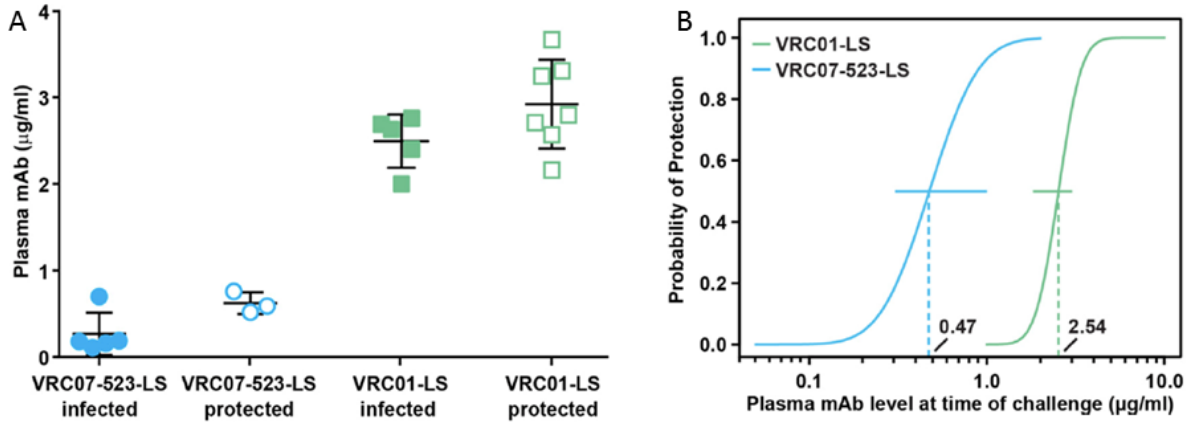 A
Plasma mAb (μg/ml)
4
3
2
1
0
VRC07-523-LS
infected
VRC07-523-LS
protected
VRC01-LS
infected
VRC01-LS
protected
B
Probability of Protection
1.0
0.8
0.6
0.4
0.2
0.0
VRC01-LS
VRC07-523-LS
0.47
2.54
0.1
1.0
10.0
Plasma mAb level at time of challenge (μg/ml)